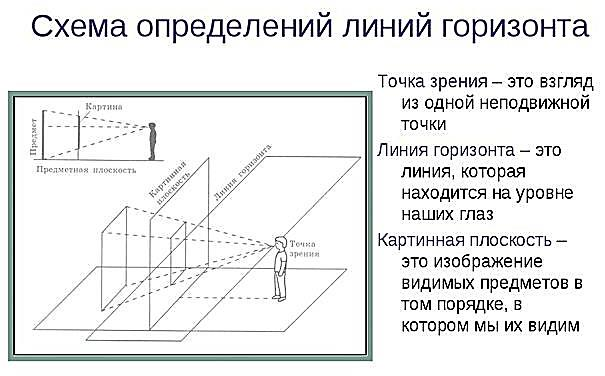 Схема определений линий горизонта
Картина
Предмет
Предметная плоскость
Картинная
плоскость
Линия горизонта
Точка
зрения
Точка зрения – это взгляд
из одной неподвижной
точки
Линия горизонта – это
линия, которая
находится на уровне
наших глаз
Картинная плоскость –
это изображение
видимых предметов в
том порядке, в
котором мы их видим